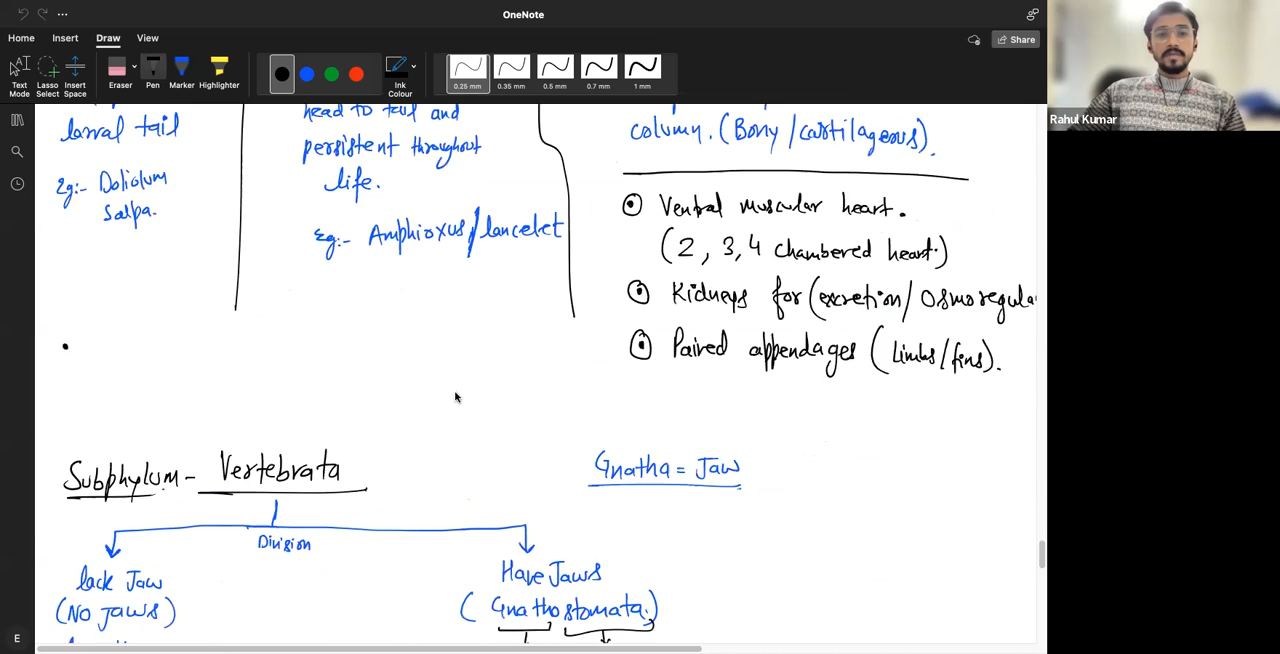 OneNote
Home Insert Draw View
Share
Text Mode
Lasso Select
Insert Space
Eraser
Pen
Marker
Highlighter
Ink Colour
0.25 mm
0.35 mm
0.5 mm
0.7 mm
1 mm
Rahul Kumar
larval tail
Eg:- Doliolum
Salpa.
head to tail and
persistent throughout
life.
Eg:- Amphioxus/lancelet
column. (Bony/cartilageous).
Ventral muscular heart.
(2, 3, 4 chambered heart.)
Kidneys for (excretion/ Osmoregula
Paired appendages (Limbs/fins).
Subphylum - Vertebrata
Gnatha = Jaw
Division
lack Jaw
(NO JAWS)
Have Jaws
(Gnathostomata.)
E